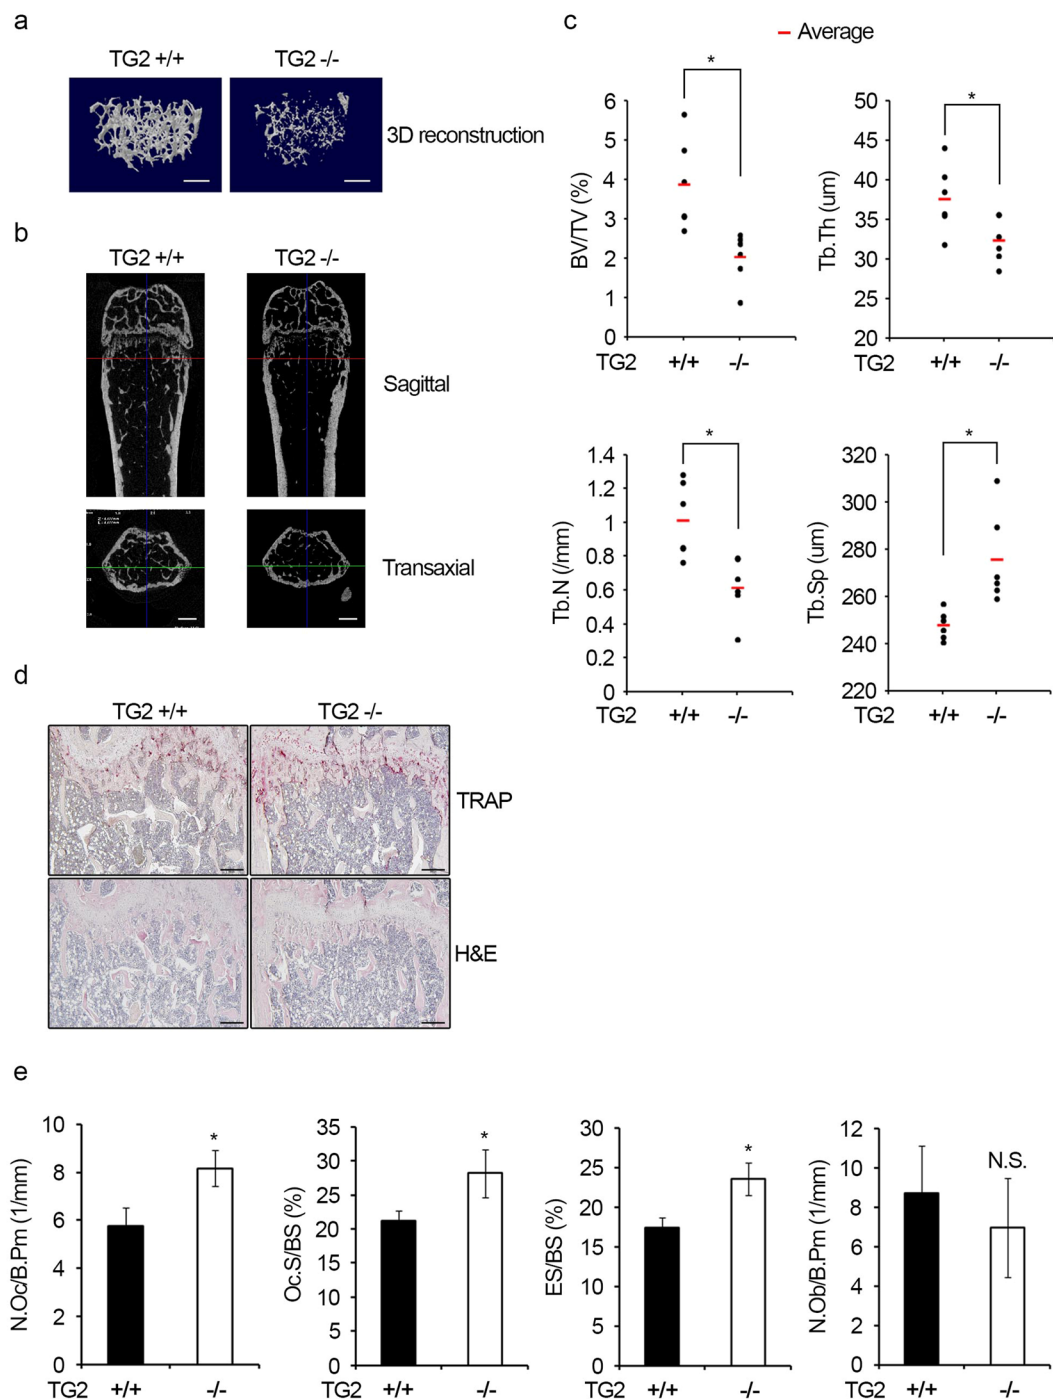 a
TG2 +/+
TG2 -/-
3D reconstruction
b
TG2 +/+
TG2 -/-
Sagittal
Transaxial
c
Average
*
BV/TV (%)
6
5
4
3
2
1
0
TG2
+/+
-/-
*
Tb.Th (um)
50
45
40
35
30
25
20
TG2
+/+
-/-
*
Tb.N (/mm)
1.4
1.2
1
0.8
0.6
0.4
0.2
0
TG2
+/+
-/-
*
Tb.Sp (um)
320
300
280
260
240
220
TG2
+/+
-/-
d
TG2 +/+
TG2 -/-
TRAP
H&E
e
N.Oc/B.Pm (1/mm)
10
8
6
4
2
0
*
TG2
+/+
-/-
Oc.S/BS (%)
35
30
25
20
15
10
5
0
*
TG2
+/+
-/-
ES/BS (%)
30
25
20
15
10
5
0
*
TG2
+/+
-/-
N.Ob/B.Pm (1/mm)
12
10
8
6
4
2
0
N.S.
TG2
+/+
-/-